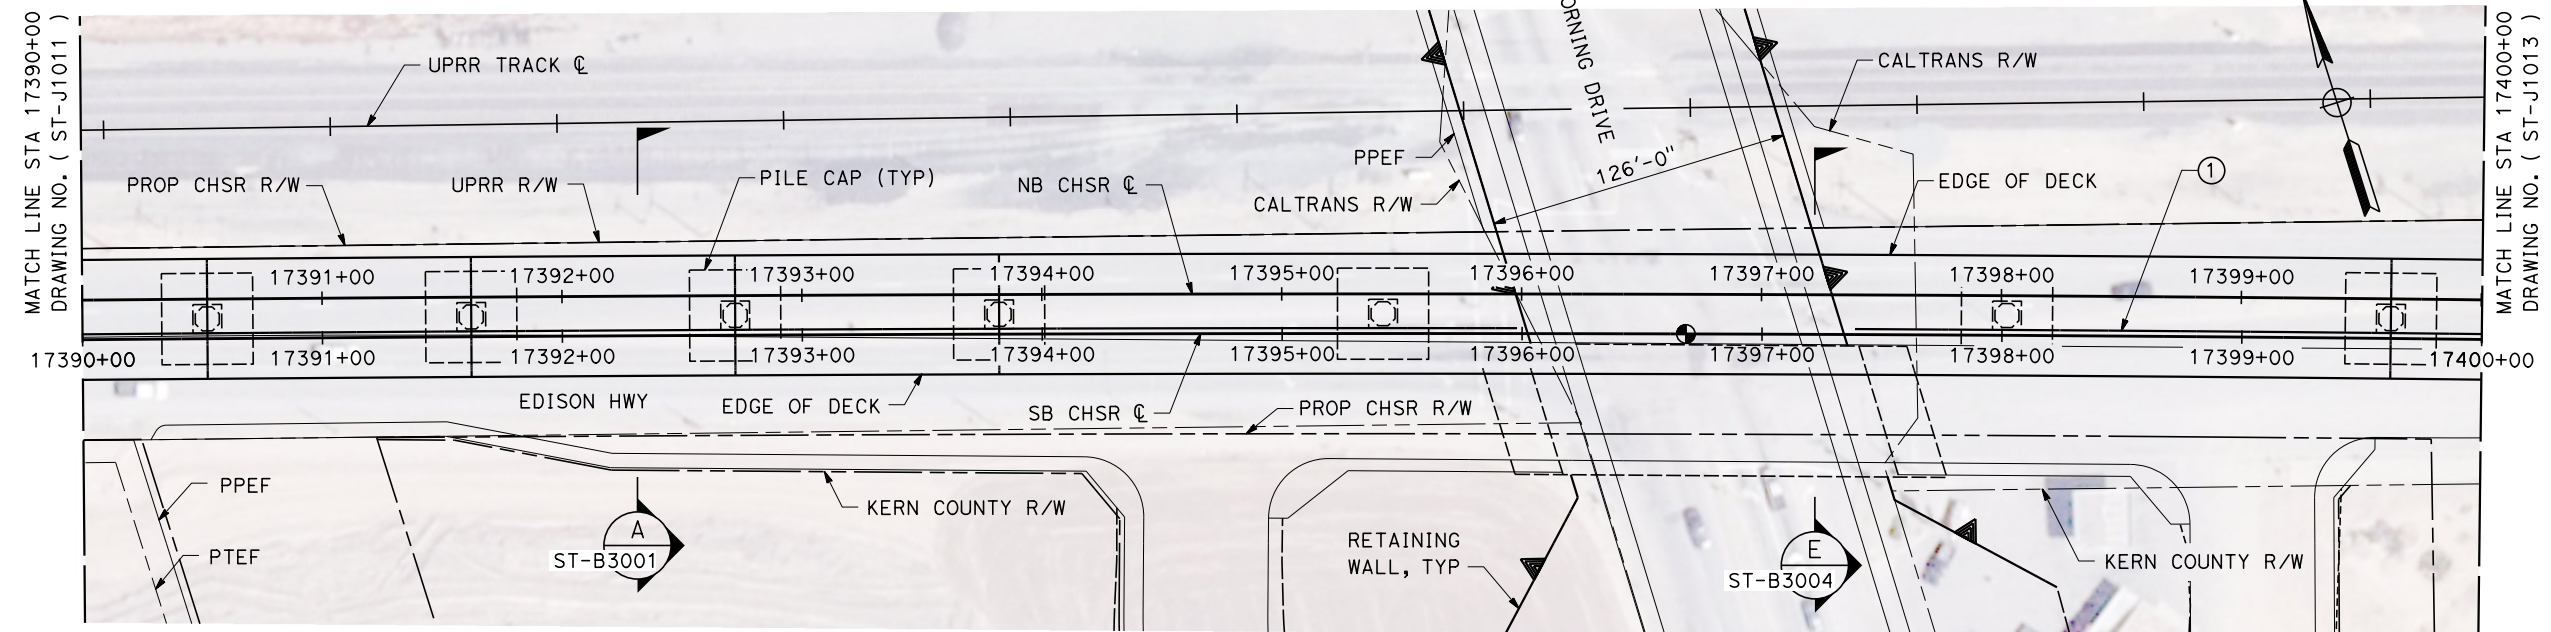 MATCH LINE STA 17390+00
DRAWING NO. ( ST-J1011 )
UPRR TRACK ℄
PROP CHSR R/W
UPRR R/W
PILE CAP (TYP)
NB CHSR ℄
PPEF
CALTRANS R/W
ORNING DRIVE
126'-0"
CALTRANS R/W
EDGE OF DECK
1
MATCH LINE STA 17400+00
DRAWING NO. ( ST-J1013 )
17391+00
17392+00
17393+00
17394+00
17395+00
17396+00
17397+00
17398+00
17399+00
17390+00
17391+00
17392+00
17393+00
17394+00
17395+00
17396+00
17397+00
17398+00
17399+00
17400+00
EDISON HWY
EDGE OF DECK
SB CHSR ℄
PROP CHSR R/W
PPEF
PTEF
A
ST-B3001
KERN COUNTY R/W
RETAINING
WALL, TYP
E
ST-B3004
KERN COUNTY R/W